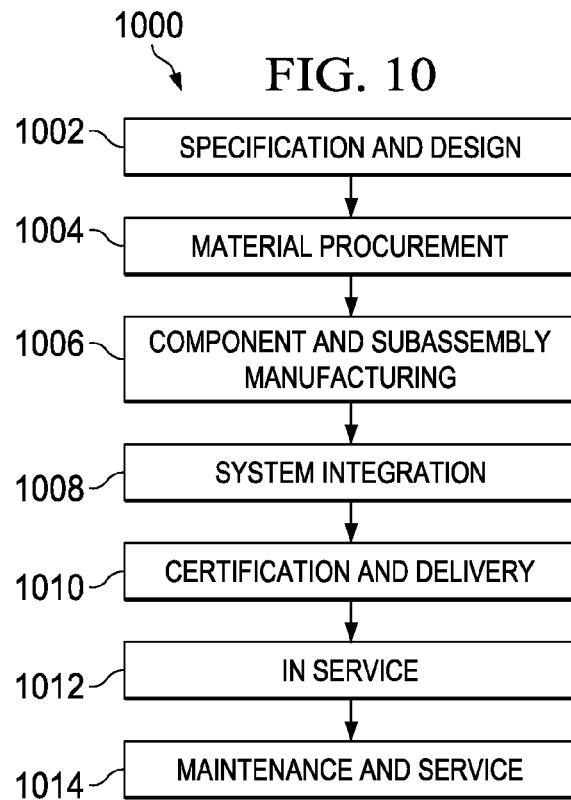 1000
FIG. 10
1002
SPECIFICATION AND DESIGN
1004
MATERIAL PROCUREMENT
1006
COMPONENT AND SUBASSEMBLY
MANUFACTURING
1008
SYSTEM INTEGRATION
1010
CERTIFICATION AND DELIVERY
1012
IN SERVICE
1014
MAINTENANCE AND SERVICE